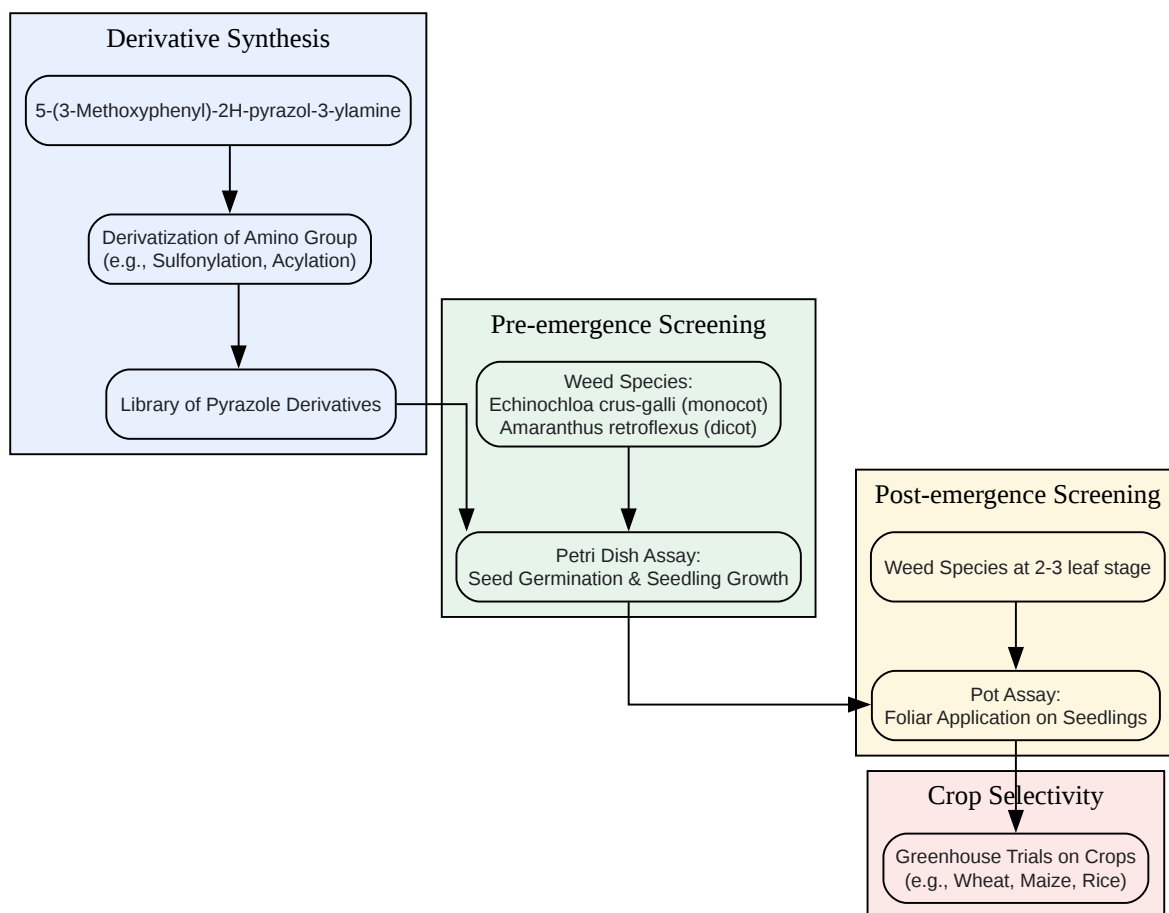 Derivative Synthesis
5-(3-Methoxyphenyl)-2H-pyrazol-3-ylamine
Derivatization of Amino Group
(e.g., Sulfonylation, Acylation)
Library of Pyrazole Derivatives
Pre-emergence Screening
Weed Species:
Echinochloa crus-galli (monocot)
Amaranthus retroflexus (dicot)
Petri Dish Assay:
Seed Germination & Seedling Growth
Post-emergence Screening
Weed Species at 2-3 leaf stage
Pot Assay:
Foliar Application on Seedlings
Crop Selectivity
Greenhouse Trials on Crops
(e.g., Wheat, Maize, Rice)